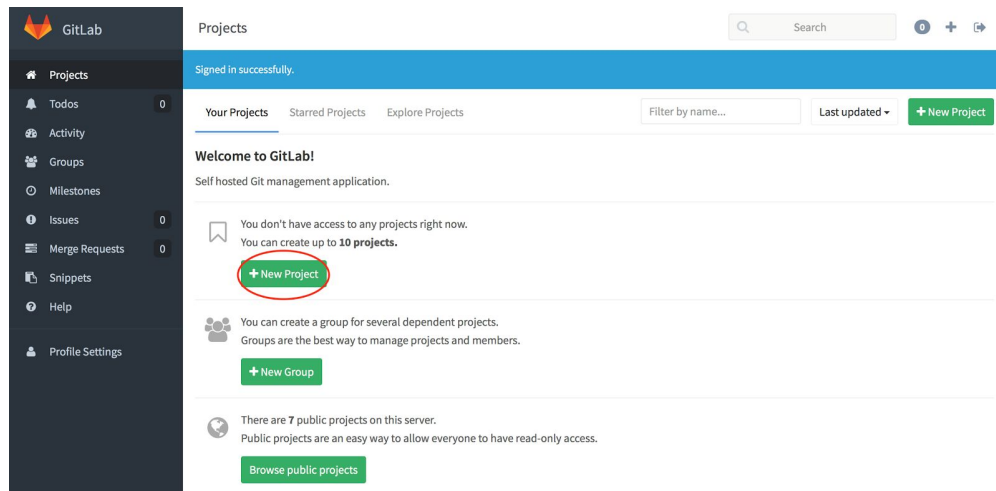 GitLab
Projects
Search
0
Signed in successfully.
Projects
Todos 0
Activity
Groups
Milestones
Issues 0
Merge Requests 0
Snippets
Help
Profile Settings
Your Projects Starred Projects Explore Projects
Filter by name...
Last updated
+ New Project
Welcome to GitLab!
Self hosted Git management application.
You don't have access to any projects right now.
You can create up to 10 projects.
+ New Project
You can create a group for several dependent projects.
Groups are the best way to manage projects and members.
+ New Group
There are 7 public projects on this server.
Public projects are an easy way to allow everyone to have read-only access.
Browse public projects